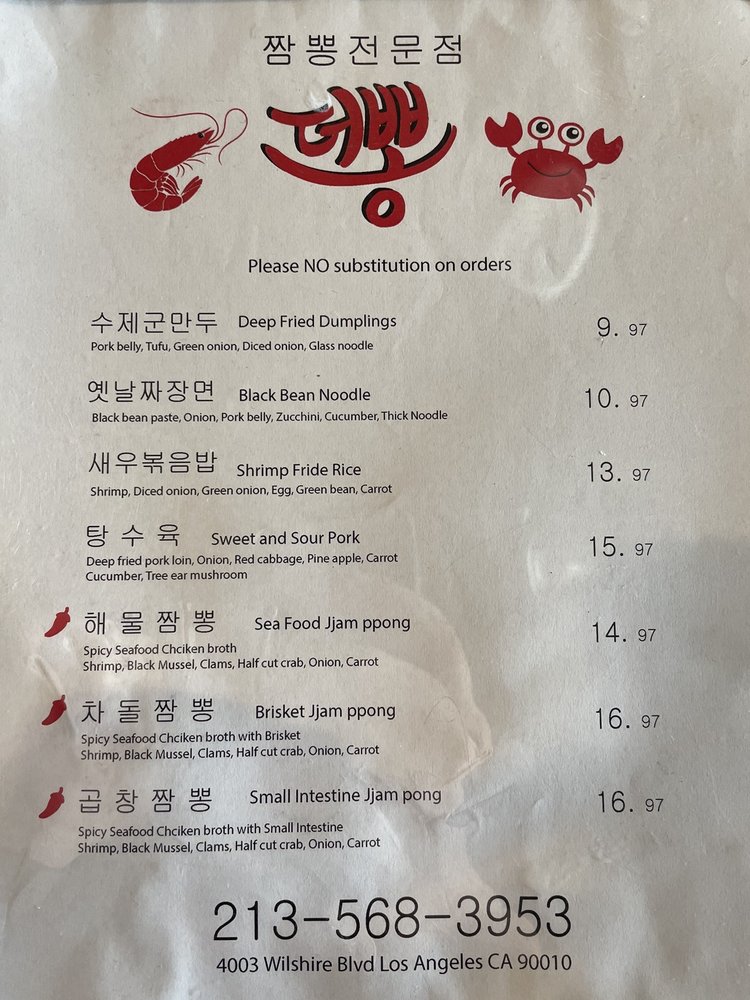 짬뽕전문점
더뽕
Please NO substitution on orders
수제군만두 Deep Fried Dumplings 9. 97
Pork belly, Tufu, Green onion, Diced onion, Glass noodle
옛날짜장면 Black Bean Noodle 10. 97
Black bean paste, Onion, Pork belly, Zucchini, Cucumber, Thick Noodle
새우볶음밥 Shrimp Fride Rice 13. 97
Shrimp, Diced onion, Green onion, Egg, Green bean, Carrot
탕 수 육 Sweet and Sour Pork 15. 97
Deep fried pork loin, Onion, Red cabbage, Pine apple, Carrot
Cucumber, Tree ear mushroom
해 물 짬 뽕 Sea Food Jjam ppong 14. 97
Spicy Seafood Chciken broth
Shrimp, Black Mussel, Clams, Half cut crab, Onion, Carrot
차 돌 짬 뽕 Brisket Jjam ppong 16. 97
Spicy Seafood Chciken broth with Brisket
Shrimp, Black Mussel, Clams, Half cut crab, Onion, Carrot
곱 창 짬 뽕 Small Intestine Jjam pong 16. 97
Spicy Seafood Chciken broth with Small Intestine
Shrimp, Black Mussel, Clams, Half cut crab, Onion, Carrot
213-568-3953
4003 Wilshire Blvd Los Angeles CA 90010